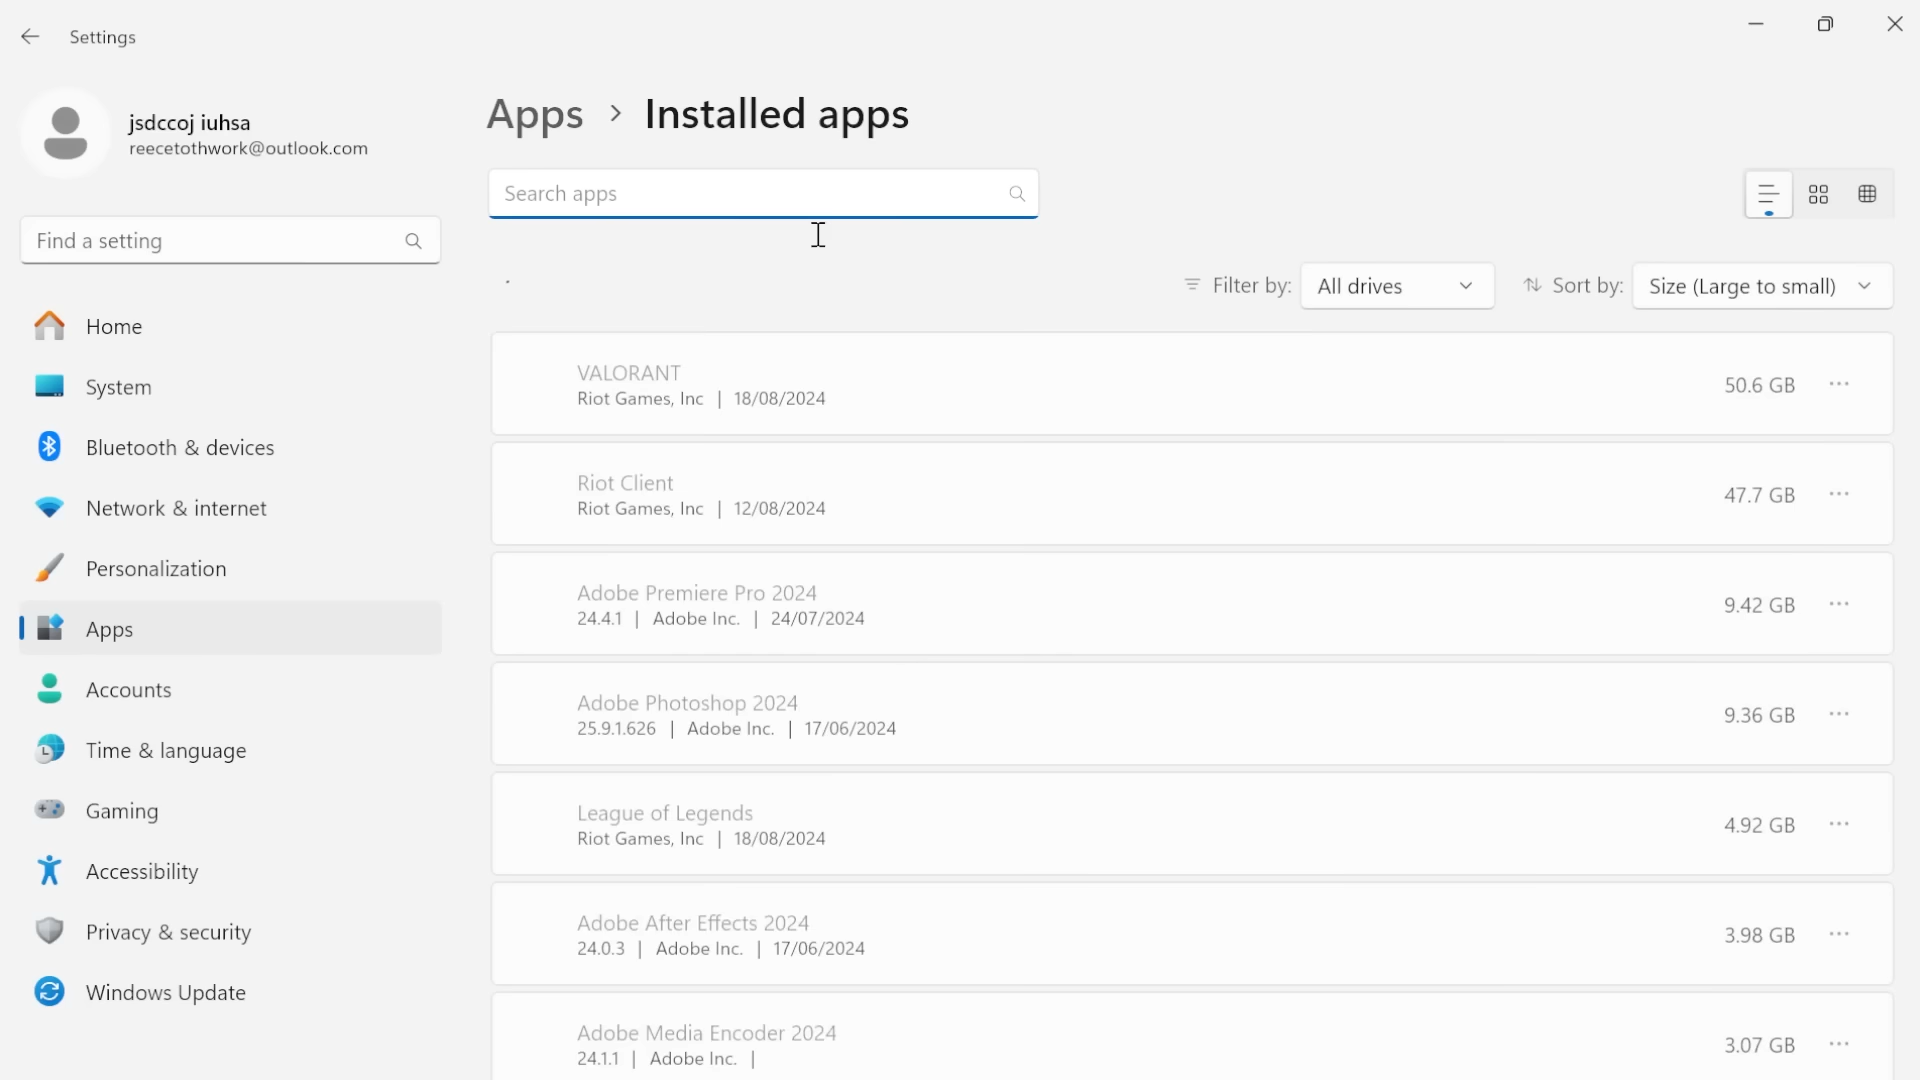 Settings
jsdccoj iuhsa
reecetothwork@outlook.com
Find a setting
Home
System
Bluetooth & devices
Network & internet
Personalization
Apps
Accounts
Time & language
Gaming
Accessibility
Privacy & security
Windows Update
Apps > Installed apps
Search apps
Filter by: All drives
Sort by: Size (Large to small)
VALORANT
Riot Games, Inc | 18/08/2024
50.6 GB
Riot Client
Riot Games, Inc | 12/08/2024
47.7 GB
Adobe Premiere Pro 2024
24.4.1 | Adobe Inc. | 24/07/2024
9.42 GB
Adobe Photoshop 2024
25.9.1.626 | Adobe Inc. | 17/06/2024
9.36 GB
League of Legends
Riot Games, Inc | 18/08/2024
4.92 GB
Adobe After Effects 2024
24.0.3 | Adobe Inc. | 17/06/2024
3.98 GB
Adobe Media Encoder 2024
24.1.1 | Adobe Inc. |
3.07 GB